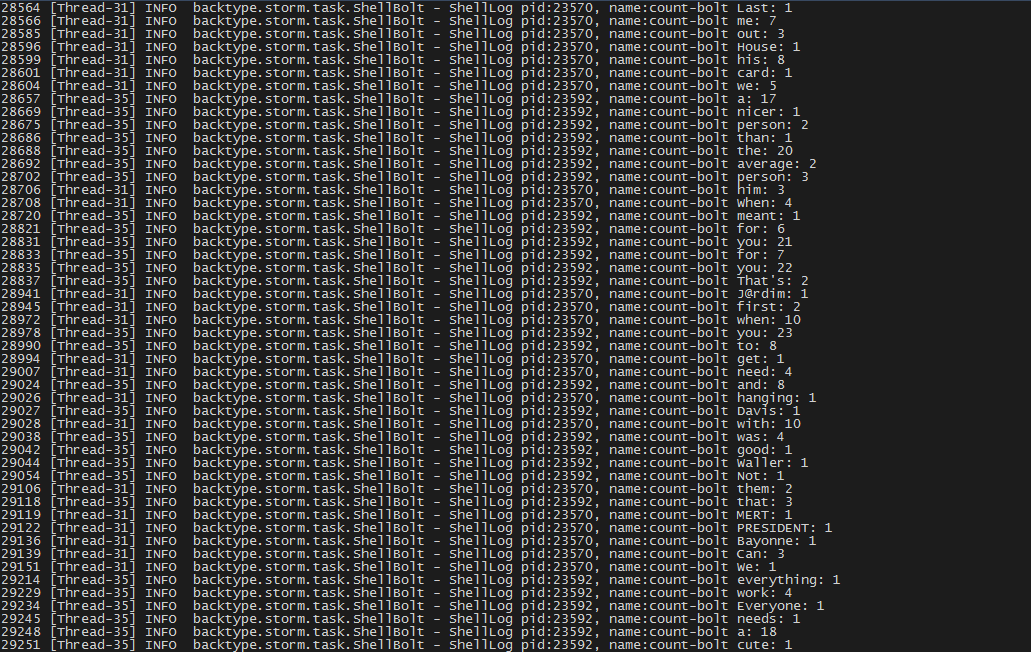 28564 [Thread-31] INFO  backtype.storm.task.ShellBolt - ShellLog pid:23570, name:count-bolt Last: 1
28566 [Thread-31] INFO  backtype.storm.task.ShellBolt - ShellLog pid:23570, name:count-bolt me: 7
28585 [Thread-31] INFO  backtype.storm.task.ShellBolt - ShellLog pid:23570, name:count-bolt out: 3
28596 [Thread-31] INFO  backtype.storm.task.ShellBolt - ShellLog pid:23570, name:count-bolt House: 1
28599 [Thread-31] INFO  backtype.storm.task.ShellBolt - ShellLog pid:23570, name:count-bolt his: 8
28601 [Thread-31] INFO  backtype.storm.task.ShellBolt - ShellLog pid:23570, name:count-bolt card: 1
28604 [Thread-31] INFO  backtype.storm.task.ShellBolt - ShellLog pid:23570, name:count-bolt we: 5
28657 [Thread-35] INFO  backtype.storm.task.ShellBolt - ShellLog pid:23592, name:count-bolt a: 17
28669 [Thread-35] INFO  backtype.storm.task.ShellBolt - ShellLog pid:23592, name:count-bolt nicer: 1
28675 [Thread-35] INFO  backtype.storm.task.ShellBolt - ShellLog pid:23592, name:count-bolt person: 2
28686 [Thread-35] INFO  backtype.storm.task.ShellBolt - ShellLog pid:23592, name:count-bolt than: 1
28688 [Thread-35] INFO  backtype.storm.task.ShellBolt - ShellLog pid:23592, name:count-bolt the: 20
28692 [Thread-35] INFO  backtype.storm.task.ShellBolt - ShellLog pid:23592, name:count-bolt average: 2
28702 [Thread-35] INFO  backtype.storm.task.ShellBolt - ShellLog pid:23592, name:count-bolt person: 3
28706 [Thread-31] INFO  backtype.storm.task.ShellBolt - ShellLog pid:23570, name:count-bolt him: 3
28708 [Thread-31] INFO  backtype.storm.task.ShellBolt - ShellLog pid:23570, name:count-bolt When: 4
28720 [Thread-35] INFO  backtype.storm.task.ShellBolt - ShellLog pid:23592, name:count-bolt meant: 1
28821 [Thread-35] INFO  backtype.storm.task.ShellBolt - ShellLog pid:23592, name:count-bolt for: 6
28831 [Thread-35] INFO  backtype.storm.task.ShellBolt - ShellLog pid:23592, name:count-bolt you: 21
28833 [Thread-35] INFO  backtype.storm.task.ShellBolt - ShellLog pid:23592, name:count-bolt for: 7
28835 [Thread-35] INFO  backtype.storm.task.ShellBolt - ShellLog pid:23592, name:count-bolt you: 22
28837 [Thread-35] INFO  backtype.storm.task.ShellBolt - ShellLog pid:23592, name:count-bolt That's: 2
28941 [Thread-31] INFO  backtype.storm.task.ShellBolt - ShellLog pid:23570, name:count-bolt J@rdim: 1
28945 [Thread-31] INFO  backtype.storm.task.ShellBolt - ShellLog pid:23570, name:count-bolt first: 2
28972 [Thread-31] INFO  backtype.storm.task.ShellBolt - ShellLog pid:23570, name:count-bolt when: 10
28978 [Thread-35] INFO  backtype.storm.task.ShellBolt - ShellLog pid:23592, name:count-bolt you: 23
28990 [Thread-35] INFO  backtype.storm.task.ShellBolt - ShellLog pid:23592, name:count-bolt to: 8
28994 [Thread-31] INFO  backtype.storm.task.ShellBolt - ShellLog pid:23570, name:count-bolt get: 1
29007 [Thread-31] INFO  backtype.storm.task.ShellBolt - ShellLog pid:23570, name:count-bolt need: 4
29024 [Thread-35] INFO  backtype.storm.task.ShellBolt - ShellLog pid:23592, name:count-bolt and: 8
29026 [Thread-31] INFO  backtype.storm.task.ShellBolt - ShellLog pid:23570, name:count-bolt hanging: 1
29027 [Thread-35] INFO  backtype.storm.task.ShellBolt - ShellLog pid:23592, name:count-bolt Davis: 1
29028 [Thread-31] INFO  backtype.storm.task.ShellBolt - ShellLog pid:23570, name:count-bolt with: 10
29038 [Thread-35] INFO  backtype.storm.task.ShellBolt - ShellLog pid:23592, name:count-bolt was: 4
29042 [Thread-35] INFO  backtype.storm.task.ShellBolt - ShellLog pid:23592, name:count-bolt good: 1
29044 [Thread-35] INFO  backtype.storm.task.ShellBolt - ShellLog pid:23592, name:count-bolt Waller: 1
29054 [Thread-35] INFO  backtype.storm.task.ShellBolt - ShellLog pid:23592, name:count-bolt Not: 1
29106 [Thread-31] INFO  backtype.storm.task.ShellBolt - ShellLog pid:23570, name:count-bolt them: 2
29118 [Thread-35] INFO  backtype.storm.task.ShellBolt - ShellLog pid:23592, name:count-bolt that: 3
29119 [Thread-31] INFO  backtype.storm.task.ShellBolt - ShellLog pid:23570, name:count-bolt MERT: 1
29122 [Thread-31] INFO  backtype.storm.task.ShellBolt - ShellLog pid:23570, name:count-bolt PRESIDENT: 1
29136 [Thread-31] INFO  backtype.storm.task.ShellBolt - ShellLog pid:23570, name:count-bolt Bayonne: 1
29139 [Thread-31] INFO  backtype.storm.task.ShellBolt - ShellLog pid:23570, name:count-bolt Can: 3
29151 [Thread-31] INFO  backtype.storm.task.ShellBolt - ShellLog pid:23570, name:count-bolt We: 1
29214 [Thread-35] INFO  backtype.storm.task.ShellBolt - ShellLog pid:23592, name:count-bolt everything: 1
29229 [Thread-35] INFO  backtype.storm.task.ShellBolt - ShellLog pid:23592, name:count-bolt work: 4
29234 [Thread-35] INFO  backtype.storm.task.ShellBolt - ShellLog pid:23592, name:count-bolt Everyone: 1
29245 [Thread-35] INFO  backtype.storm.task.ShellBolt - ShellLog pid:23592, name:count-bolt needs: 1
29248 [Thread-35] INFO  backtype.storm.task.ShellBolt - ShellLog pid:23592, name:count-bolt a: 18
29251 [Thread-35] INFO  backtype.storm.task.ShellBolt - ShellLog pid:23592, name:count-bolt cute: 1